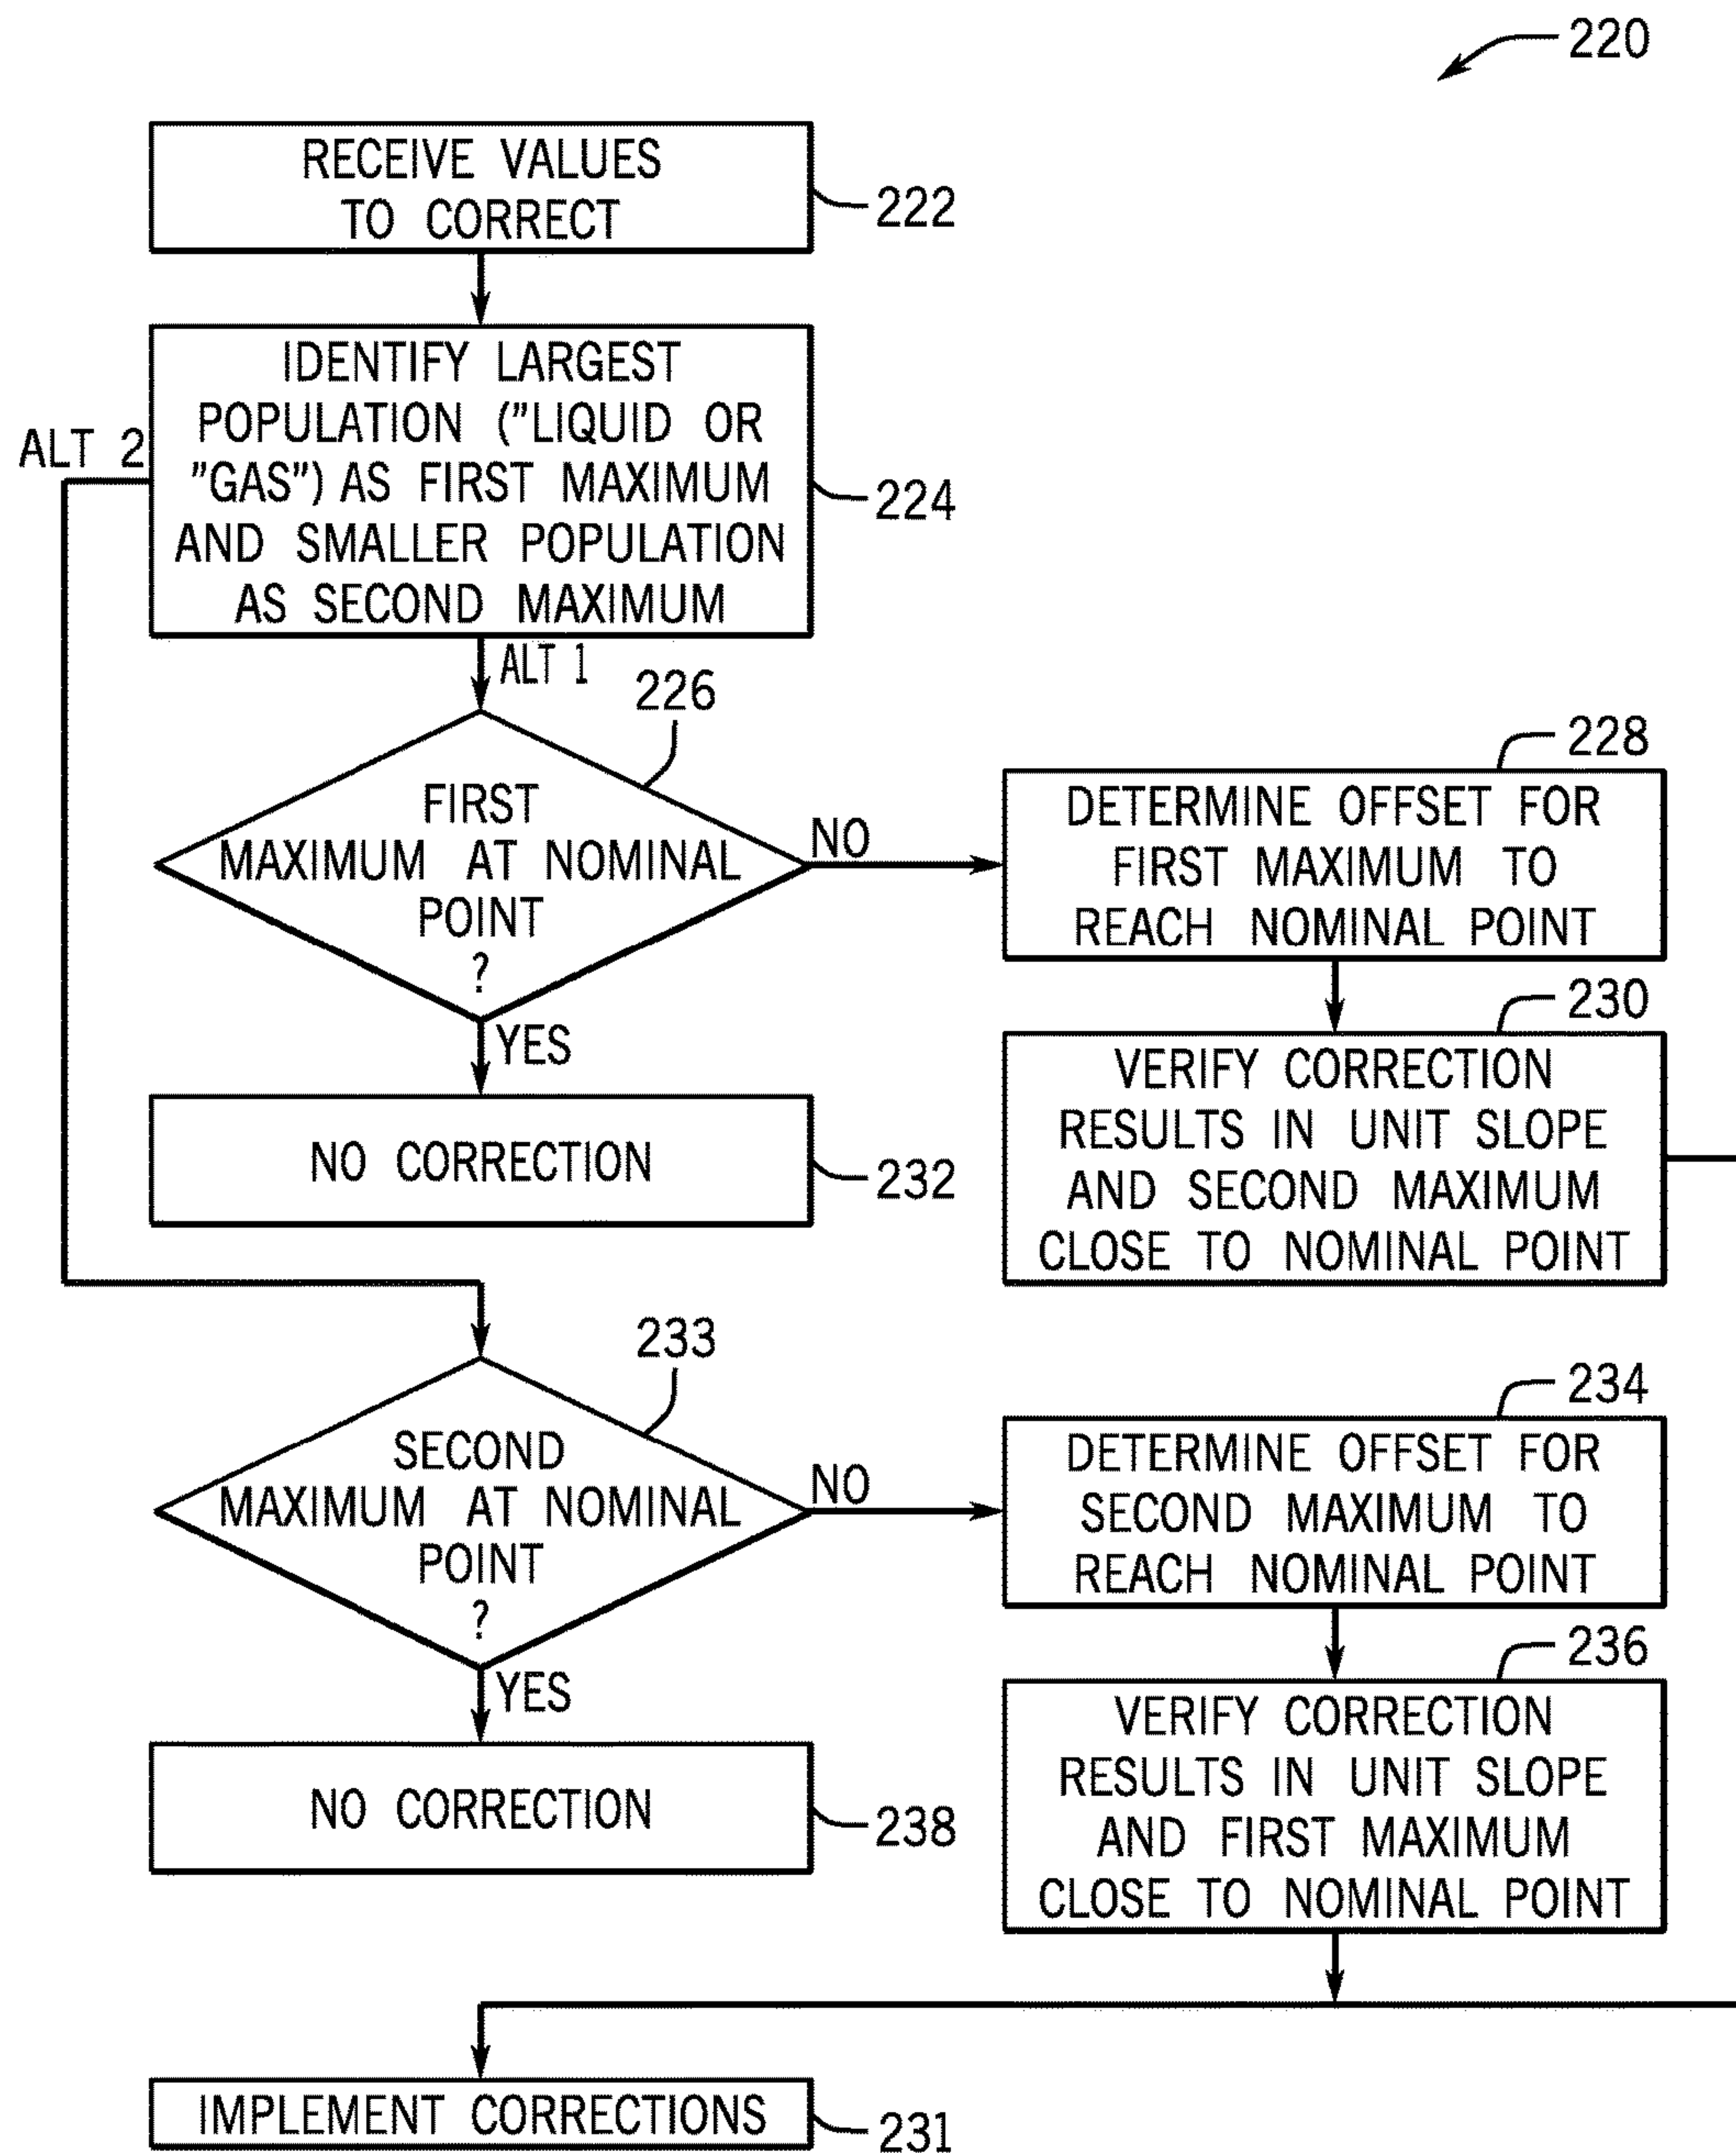 220
RECEIVE VALUES
TO CORRECT
222
IDENTIFY LARGEST
POPULATION ("LIQUID OR
"GAS") AS FIRST MAXIMUM
AND SMALLER POPULATION
AS SECOND MAXIMUM
224
ALT 2
ALT 1
226
FIRST
MAXIMUM AT NOMINAL
POINT
?
NO
YES
228
DETERMINE OFFSET FOR
FIRST MAXIMUM TO
REACH NOMINAL POINT
230
VERIFY CORRECTION
RESULTS IN UNIT SLOPE
AND SECOND MAXIMUM
CLOSE TO NOMINAL POINT
NO CORRECTION
232
233
SECOND
MAXIMUM AT NOMINAL
POINT
?
NO
YES
234
DETERMINE OFFSET FOR
SECOND MAXIMUM TO
REACH NOMINAL POINT
236
VERIFY CORRECTION
RESULTS IN UNIT SLOPE
AND FIRST MAXIMUM
CLOSE TO NOMINAL POINT
NO CORRECTION
238
IMPLEMENT CORRECTIONS
231